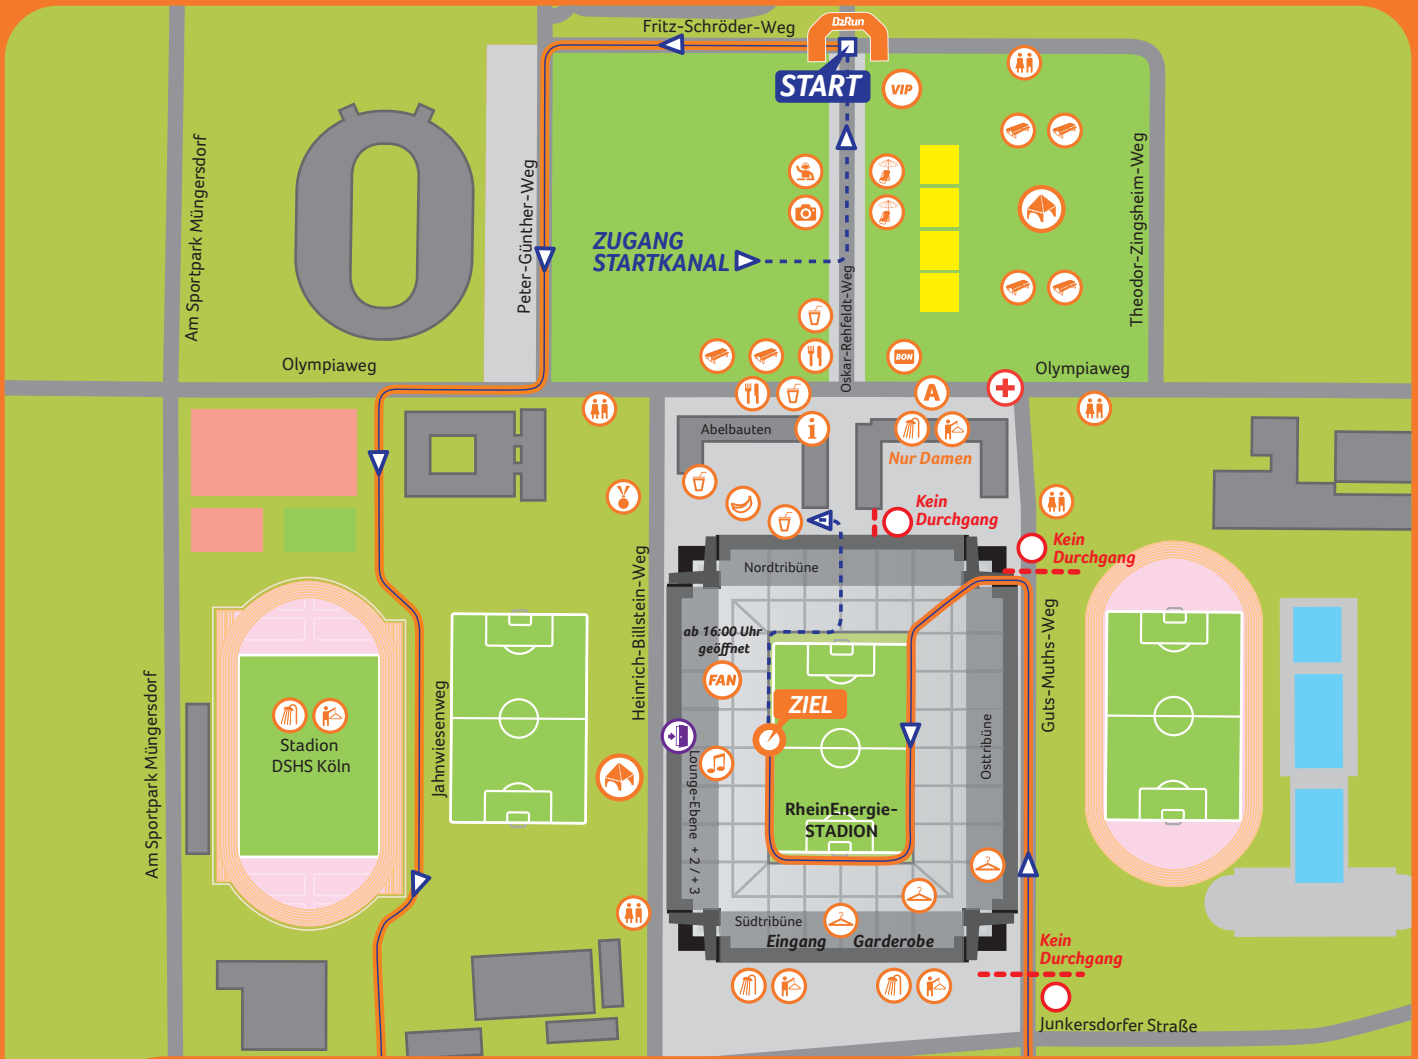 B2Run
Fritz-Schröder-Weg
START
VIP
Am Sportpark Müngersdorf
Peter-Günther-Weg
ZUGANG
STARTKANAL
Oskar-Rehfeldt-Weg
Theodor-Zingsheim-Weg
Olympiaweg
BON
Olympiaweg
A
Abelbauten
i
Nur Damen
Kein
Durchgang
Kein
Durchgang
Nordtribüne
Heinrich-Billstein-Weg
ab 16:00 Uhr
geöffnet
FAN
ZIEL
Guts-Muths-Weg
Osttribüne
Am Sportpark Müngersdorf
Stadion
DSHS Köln
Jahnwiesenweg
Lounge-Ebene + 2 / + 3
RheinEnergie-
STADION
Südtribüne
Eingang Garderobe
Kein
Durchgang
Junkersdorfer Straße